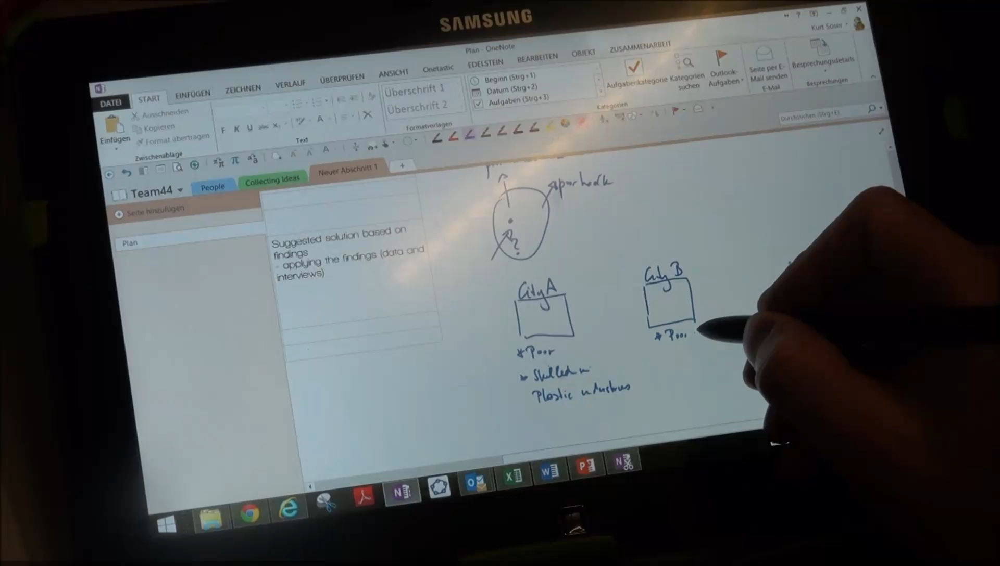 SAMSUNG
Plan - OneNote
Kurt Söser
DATEI START EINFÜGEN ZEICHNEN VERLAUF ÜBERPRÜFEN ANSICHT Onetastic EDELSTEIN BEARBEITEN OBJEKT ZUSAMMENARBEIT
Einfügen
Ausschneiden
Kopieren
Format übertragen
Zwischenablage
F K U abc
Text
Überschrift 1
Überschrift 2
Formatvorlagen
Beginn (Strg+1)
Datum (Strg+2)
Aufgaben (Strg+3)
Aufgabenkategorie
Kategorien suchen
Kategorien
Outlook-
Aufgaben
Seite per E-
Mail senden
E-Mail
Besprechungsdetails
Besprechungen
Durchsuchen (Strg+E)
Team44
People
Collecting Ideas
Neuer Abschnitt 1
+
Seite hinzufügen
Plan
Suggested solution based on
findings
- applying the findings (data and
interviews)
?
City A
* Poor
* Skilled in
Plastic
City B
* Poor